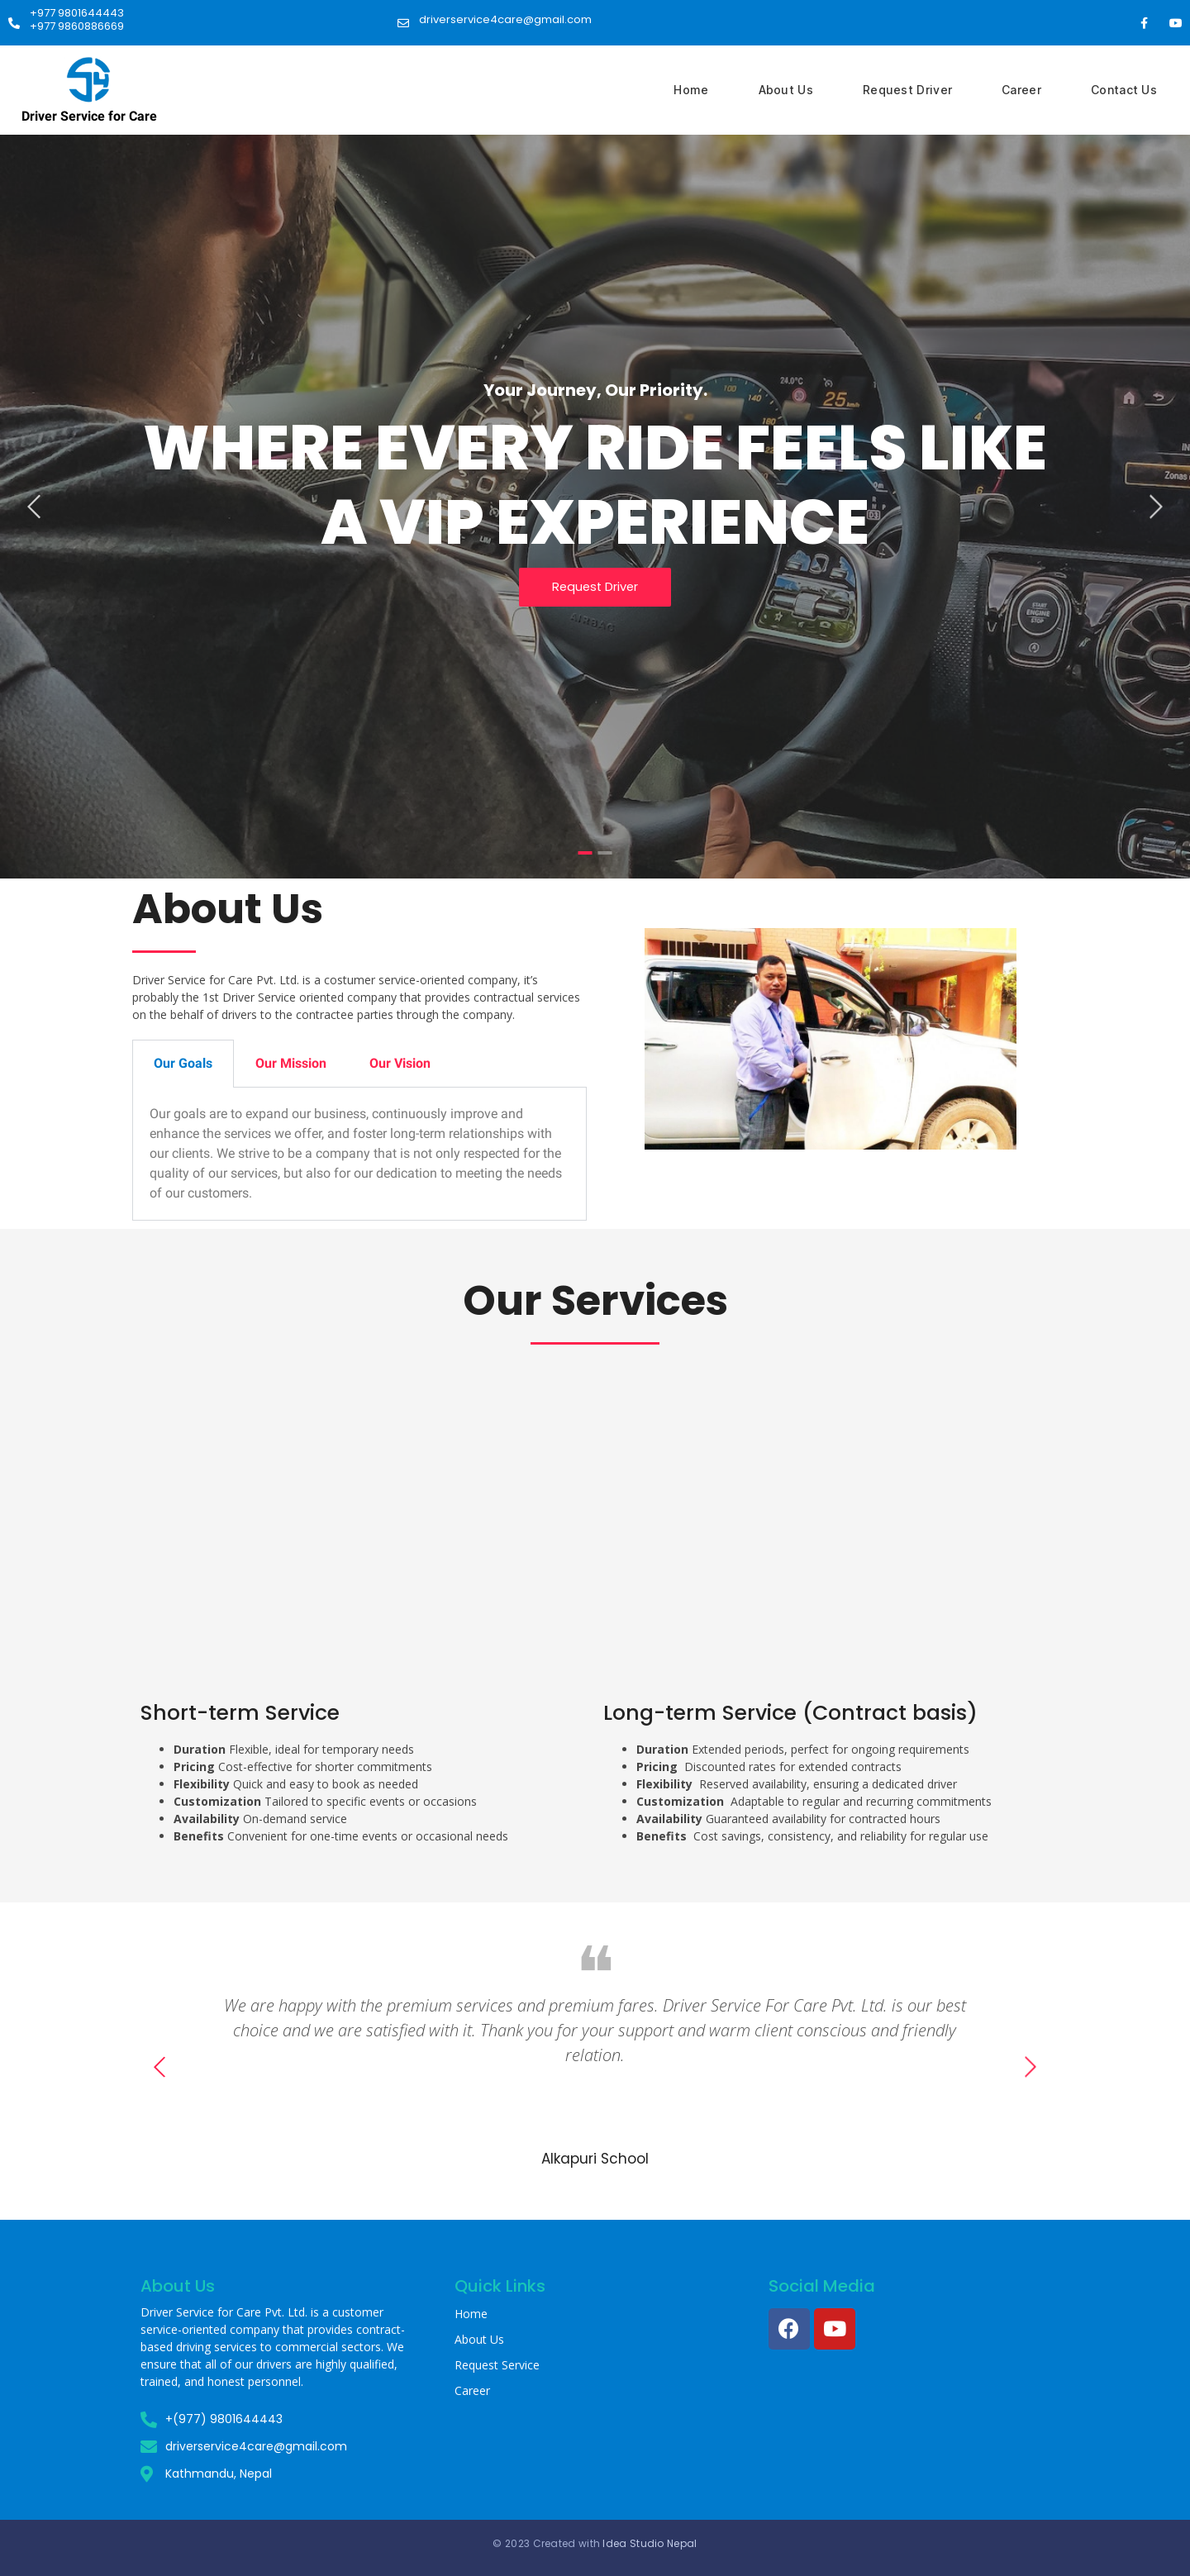 +977 9801644443
+977 9860886669
driverservice4care@gmail.com
Driver Service for Care
Home
About Us
Request Driver
Career
Contact Us
Your Journey, Our Priority.
WHERE EVERY RIDE FEELS LIKE
A VIP EXPERIENCE
Request Driver
About Us
Driver Service for Care Pvt. Ltd. is a costumer service-oriented company, it’s
probably the 1st Driver Service oriented company that provides contractual services
on the behalf of drivers to the contractee parties through the company.
Our Goals
Our Mission
Our Vision
Our goals are to expand our business, continuously improve and
enhance the services we offer, and foster long-term relationships with
our clients. We strive to be a company that is not only respected for the
quality of our services, but also for our dedication to meeting the needs
of our customers.
Our Services
Short-term Service
Duration Flexible, ideal for temporary needs
Pricing Cost-effective for shorter commitments
Flexibility Quick and easy to book as needed
Customization Tailored to specific events or occasions
Availability On-demand service
Benefits Convenient for one-time events or occasional needs
Long-term Service (Contract basis)
Duration Extended periods, perfect for ongoing requirements
Pricing Discounted rates for extended contracts
Flexibility Reserved availability, ensuring a dedicated driver
Customization Adaptable to regular and recurring commitments
Availability Guaranteed availability for contracted hours
Benefits Cost savings, consistency, and reliability for regular use
❝
We are happy with the premium services and premium fares. Driver Service For Care Pvt. Ltd. is our best
choice and we are satisfied with it. Thank you for your support and warm client conscious and friendly
relation.
Alkapuri School
About Us
Driver Service for Care Pvt. Ltd. is a customer
service-oriented company that provides contract-
based driving services to commercial sectors. We
ensure that all of our drivers are highly qualified,
trained, and honest personnel.
+(977) 9801644443
driverservice4care@gmail.com
Kathmandu, Nepal
Quick Links
Home
About Us
Request Service
Career
Social Media
© 2023 Created with Idea Studio Nepal